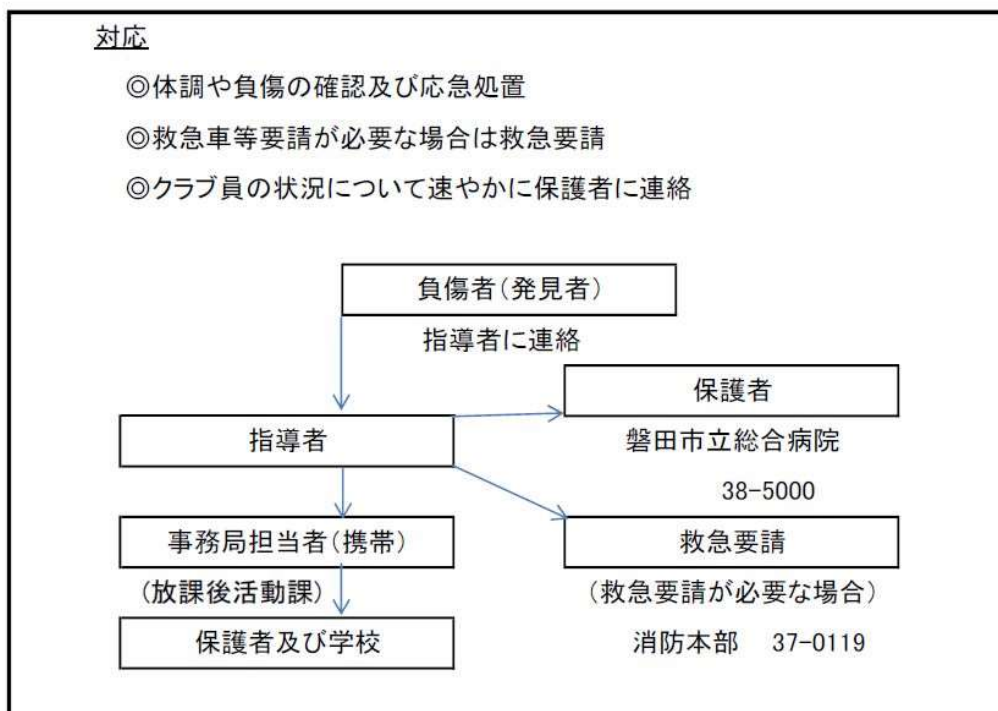 対応
◎体調や負傷の確認及び応急処置
◎救急車等要請が必要な場合は救急要請
◎クラブ員の状況について速やかに保護者に連絡
負傷者(発見者)
指導者に連絡
保護者
指導者
磐田市立総合病院
38-5000
事務局担当者(携帯)
救急要請
(放課後活動課)
(救急要請が必要な場合)
保護者及び学校
消防本部 37-0119